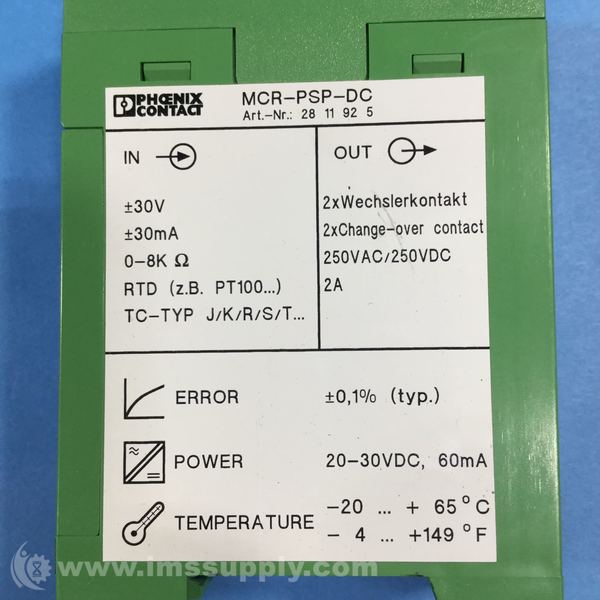 PHŒNIX
CONTACT
MCR-PSP-DC
Art.-Nr.: 28 11 92 5
IN
±30V
±30mA
0-8K Ω
RTD (z.B. PT100...)
TC-TYP J/K/R/S/T...
OUT
2xWechslerkontakt
2xChange-over contact
250VAC/250VDC
2A
ERROR ±0,1% (typ.)
POWER 20-30VDC, 60mA
TEMPERATURE -20 ... + 65°C
- 4 ... +149°F
www.imssupply.com